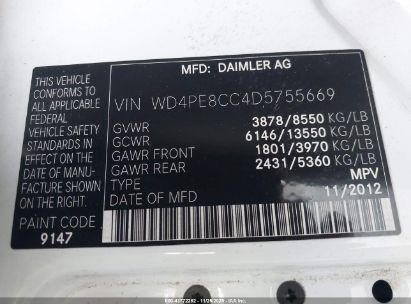 MFD: DAIMLER AG
THIS VEHICLE
CONFORMS TO
ALL APPLICABLE
FEDERAL
VEHICLE SAFETY
STANDARDS IN
EFFECT ON THE
DATE OF MANU-
FACTURE SHOWN
ON THE RIGHT.
PAINT CODE
9147
VIN WD4PE8CC4D5755669
GVWR 3878/8550 KG/LB
GCWR 6146/13550 KG/LB
GAWR FRONT 1801/3970 KG/LB
GAWR REAR 2431/5360 KG/LB
TYPE MPV
DATE OF MFD 11/2012